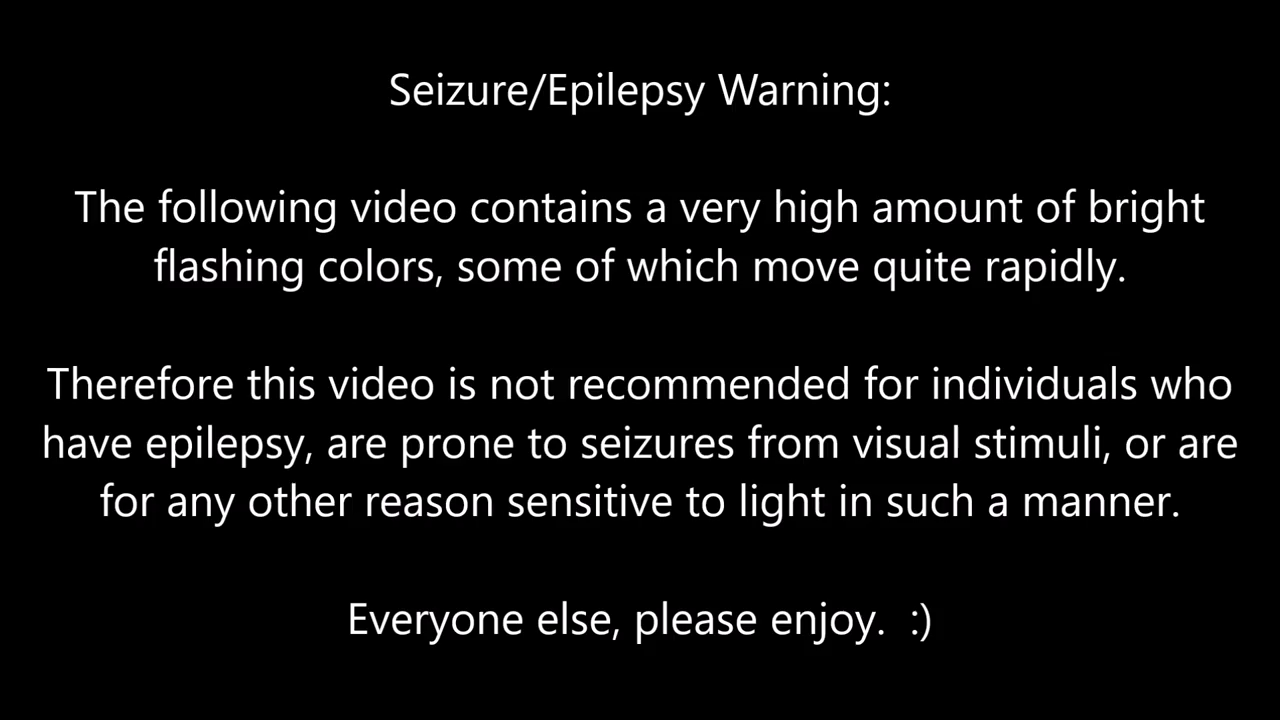 Seizure/Epilepsy Warning:
The following video contains a very high amount of bright
flashing colors, some of which move quite rapidly.
Therefore this video is not recommended for individuals who
have epilepsy, are prone to seizures from visual stimuli, or are
for any other reason sensitive to light in such a manner.
Everyone else, please enjoy.  :)